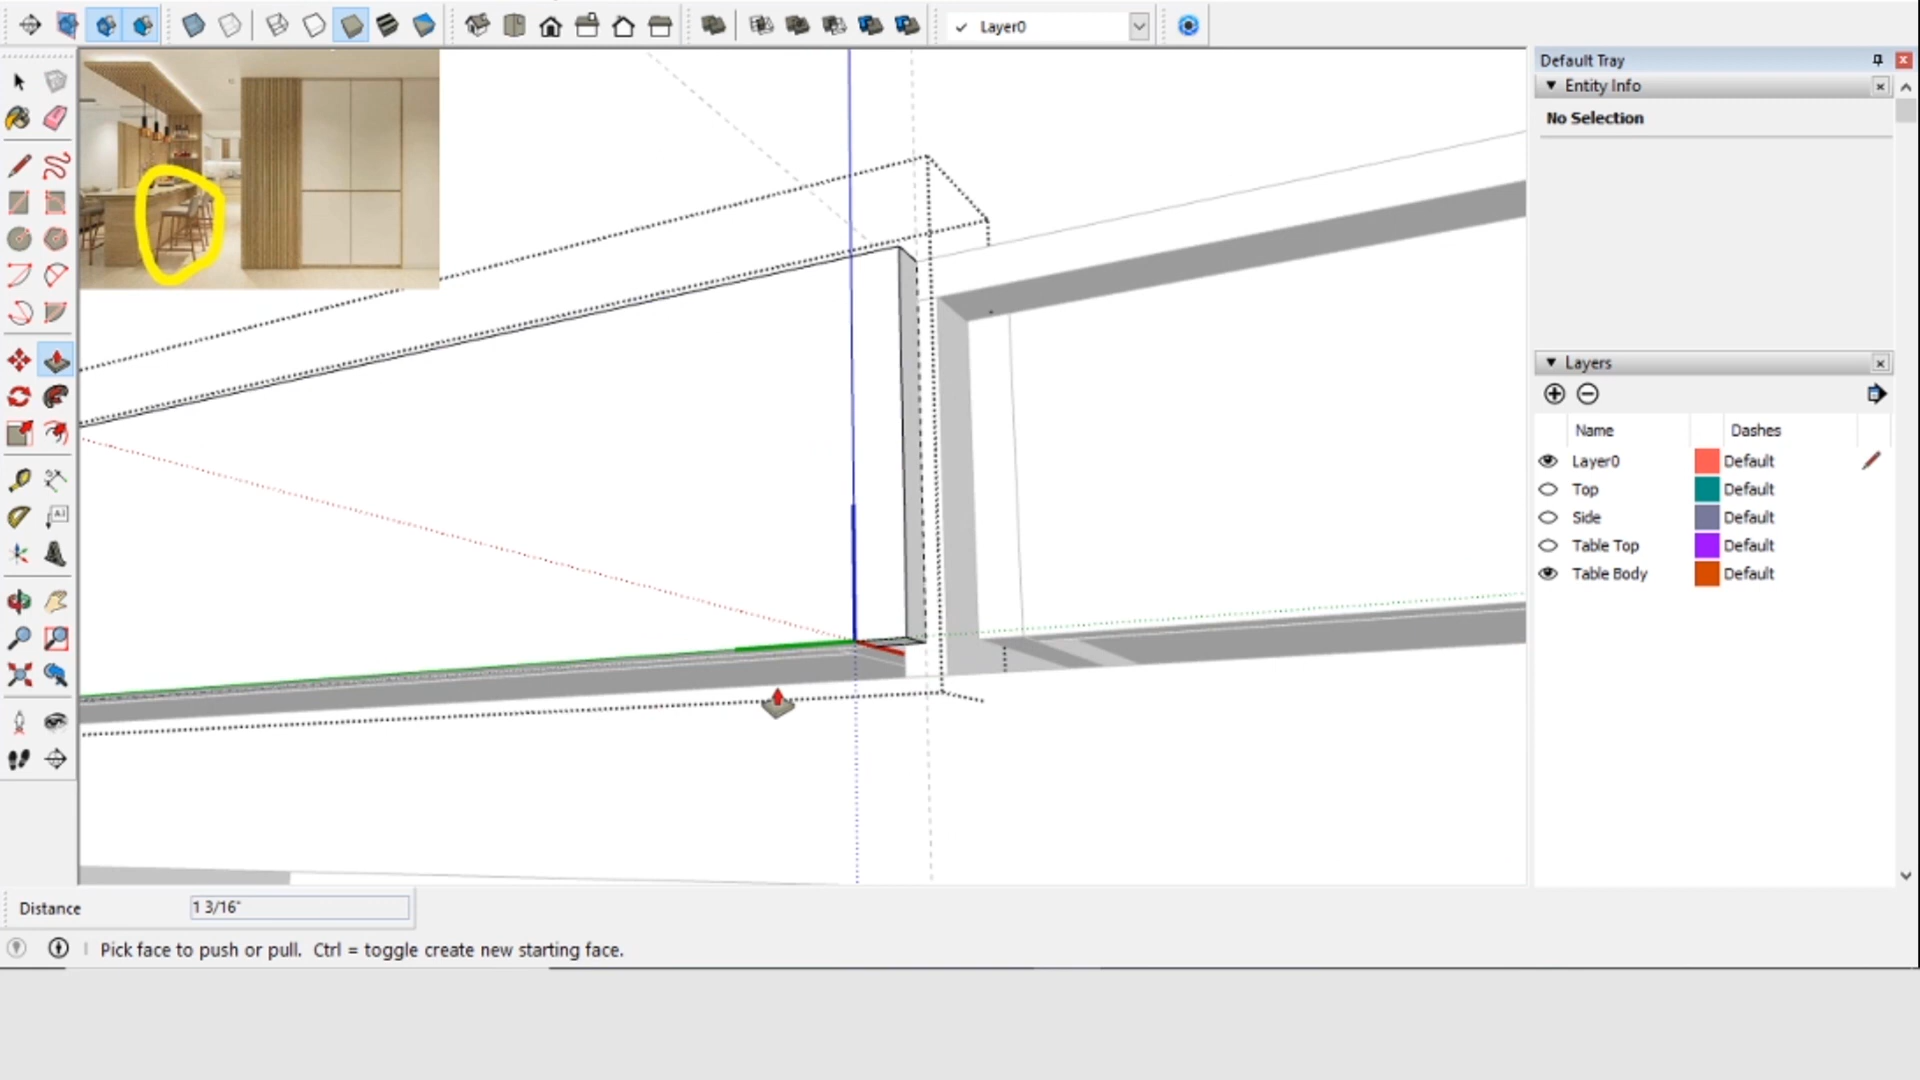 Layer0
Default Tray
Entity Info
No Selection
Layers
Name Dashes
Layer0 Default
Top Default
Side Default
Table Top Default
Table Body Default
Distance 1 3/16"
Pick face to push or pull. Ctrl = toggle create new starting face.